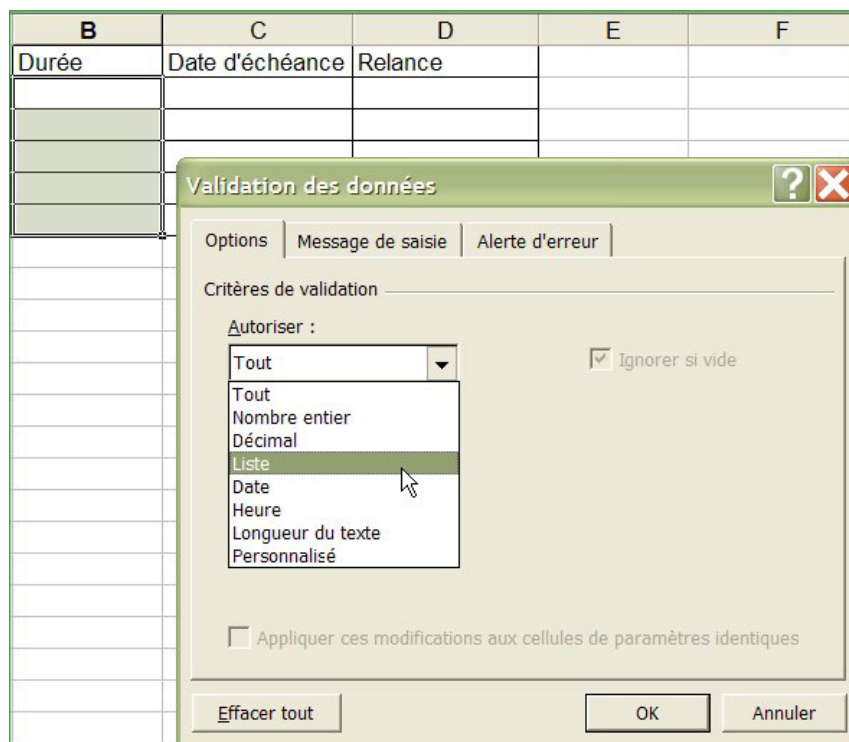 B C D E F
Durée Date d'échéance Relance
Validation des données
Options Message de saisie Alerte d'erreur
Critères de validation
Autoriser :
Tout Ignorer si vide
Tout
Nombre entier
Décimal
Liste
Date
Heure
Longueur du texte
Personnalisé
Appliquer ces modifications aux cellules de paramètres identiques
Effacer tout OK Annuler